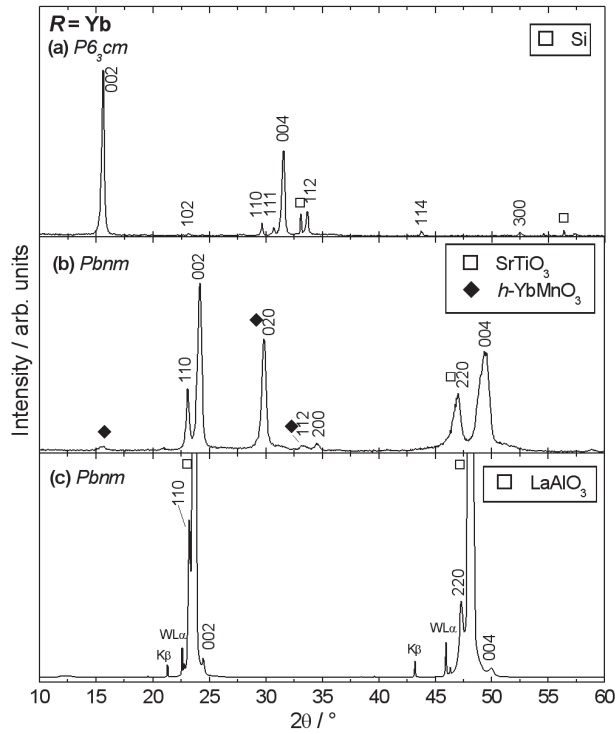 R = Yb
(a) P6₃cm
□ Si
002
102
110
111
004
□
112
114
300
□
(b) Pbnm
□ SrTiO₃
◆ h-YbMnO₃
◆
110
002
◆
020
◆
112
200
□
220
004
(c) Pbnm
□ LaAlO₃
Kβ
WLα
110
□
002
Kβ
WLα
220
□
004
10 15 20 25 30 35 40 45 50 55 60
2θ / °
Intensity / arb. units